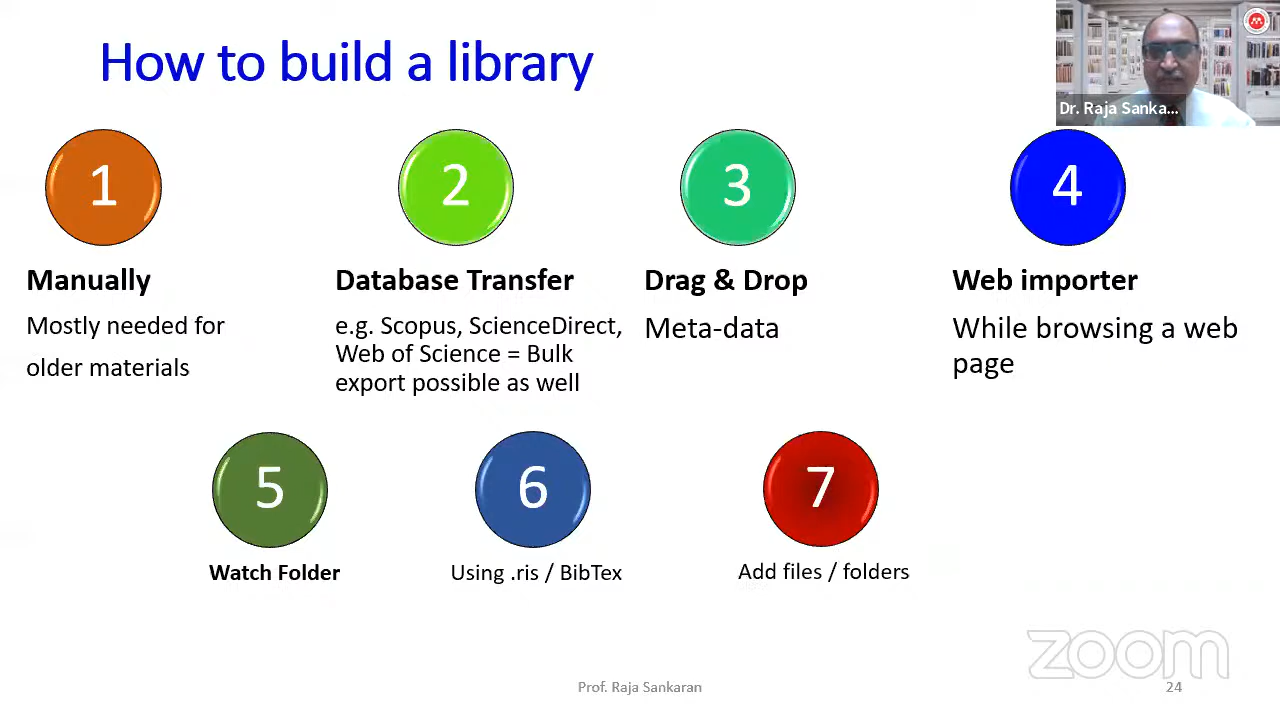 How to build a library
Dr. Raja Sanka...
1
2
3
4
Manually
Mostly needed for
older materials
Database Transfer
e.g. Scopus, ScienceDirect,
Web of Science = Bulk
export possible as well
Drag & Drop
Meta-data
Web importer
While browsing a web
page
5
6
7
Watch Folder
Using .ris / BibTex
Add files / folders
zoom
Prof. Raja Sankaran
24